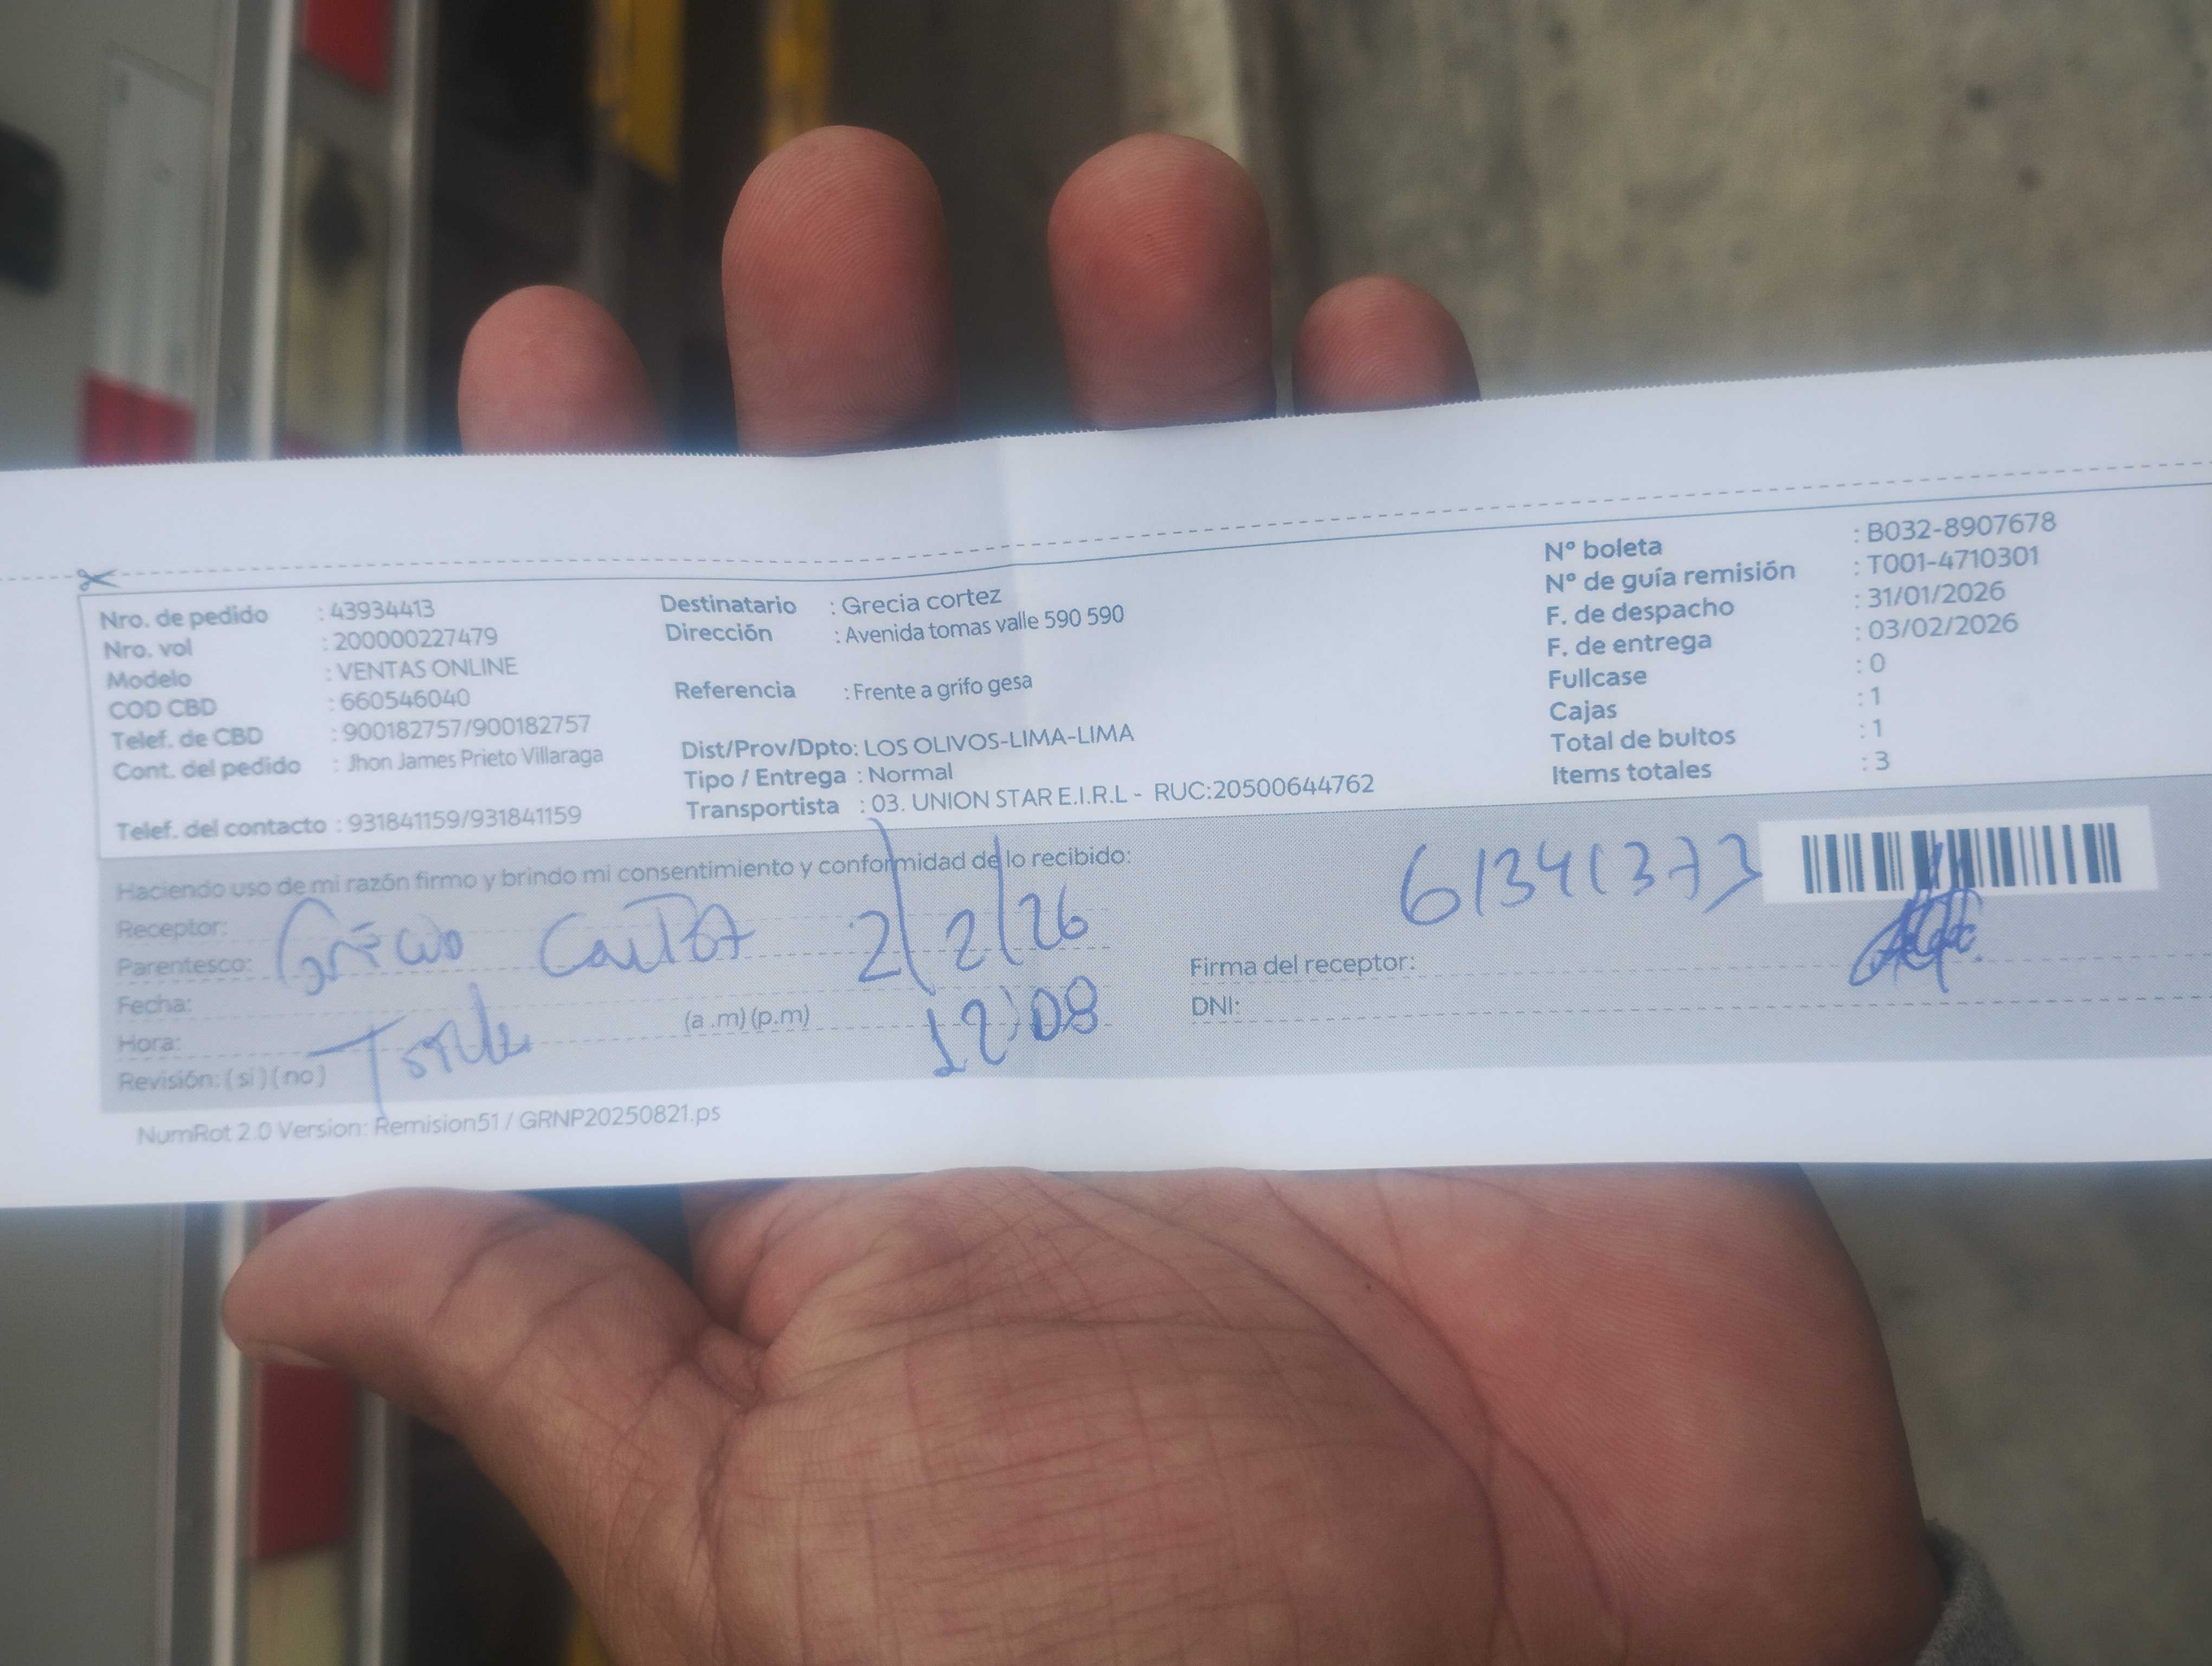 Nro. de pedido : 43934413
Nro. vol : 200000227479
Modelo : VENTAS ONLINE
COD CBD : 660546040
Telef. de CBD : 900182757/900182757
Cont. del pedido : Jhon James Prieto Villaraga
Telef. del contacto : 931841159/931841159
Destinatario : Grecia cortez
Dirección : Avenida tomas valle 590 590
Referencia : Frente a grifo gesa
Dist/Prov/Dpto: LOS OLIVOS-LIMA-LIMA
Tipo / Entrega : Normal
Transportista : 03. UNION STAR E.I.R.L - RUC:20500644762
Nº boleta : B032-8907678
Nº de guía remisión : T001-4710301
F. de despacho : 31/01/2026
F. de entrega : 03/02/2026
Fullcase : 0
Cajas : 1
Total de bultos : 1
Items totales : 3
Haciendo uso de mi razón firmo y brindo mi consentimiento y conformidad de lo recibido:
Receptor:
Parentesco:
2/2/26
Fecha:
Hora: (a .m) (p.m) 12:08
Revisión: (si) (no)
61341373
Firma del receptor:
DNI:
NumRot 2.0 Version: Remision51 / GRNP20250821.ps